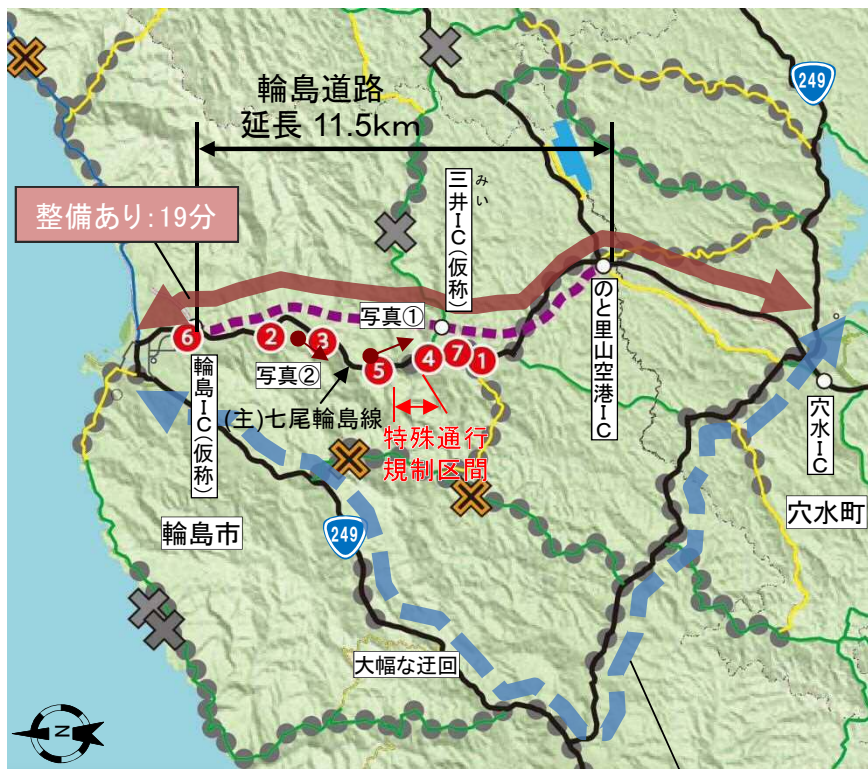 249
輪島道路
延長 11.5km
整備あり:19分
三井IC(仮称)
みい
のと里山空港IC
写真①
6
2
3
5
4
7
1
写真②
輪島IC(仮称)
(主)七尾輪島線
特殊通行
規制区間
穴水IC
穴水町
輪島市
249
大幅な迂回
N